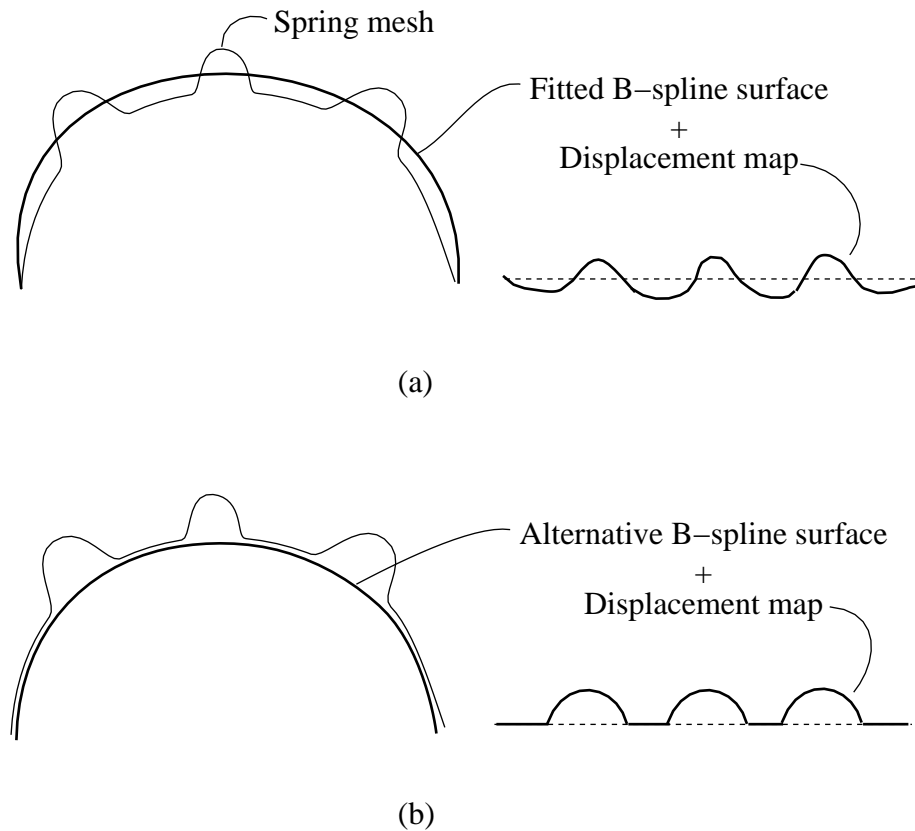 Spring mesh
Fitted B−spline surface
+
Displacement map
(a)
Alternative B−spline surface
+
Displacement map
(b)